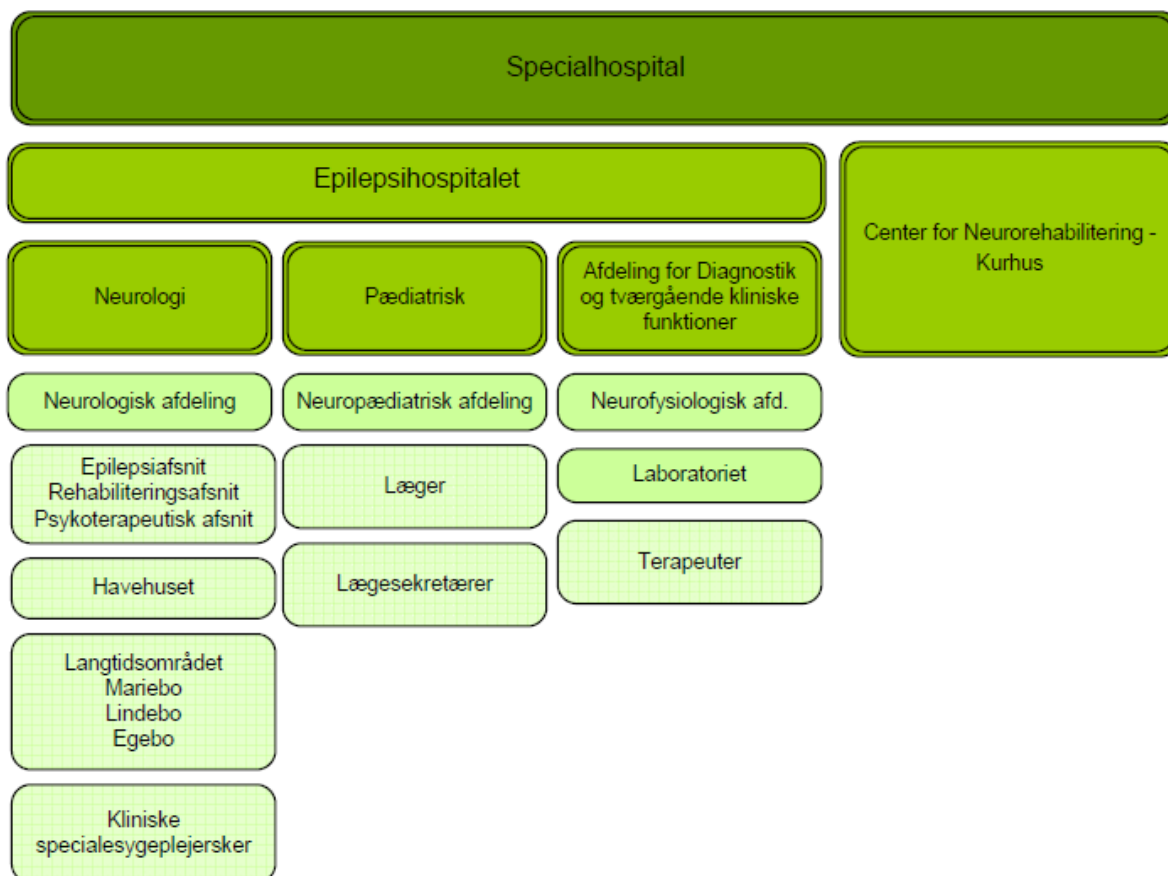 Specialhospital
Epilepsihospitalet
Center for Neurorehabilitering -
Kurhus
Neurologi
Pædiatrisk
Afdeling for Diagnostik
og tværgående kliniske
funktioner
Neurologisk afdeling
Neuropædiatrisk afdeling
Neurofysiologisk afd.
Epilepsiafsnit
Rehabiliteringsafsnit
Psykoterapeutisk afsnit
Læger
Laboratoriet
Havehuset
Lægesekretærer
Terapeuter
Langtidsområdet
Mariebo
Lindebo
Egebo
Kliniske
specialesygeplejersker